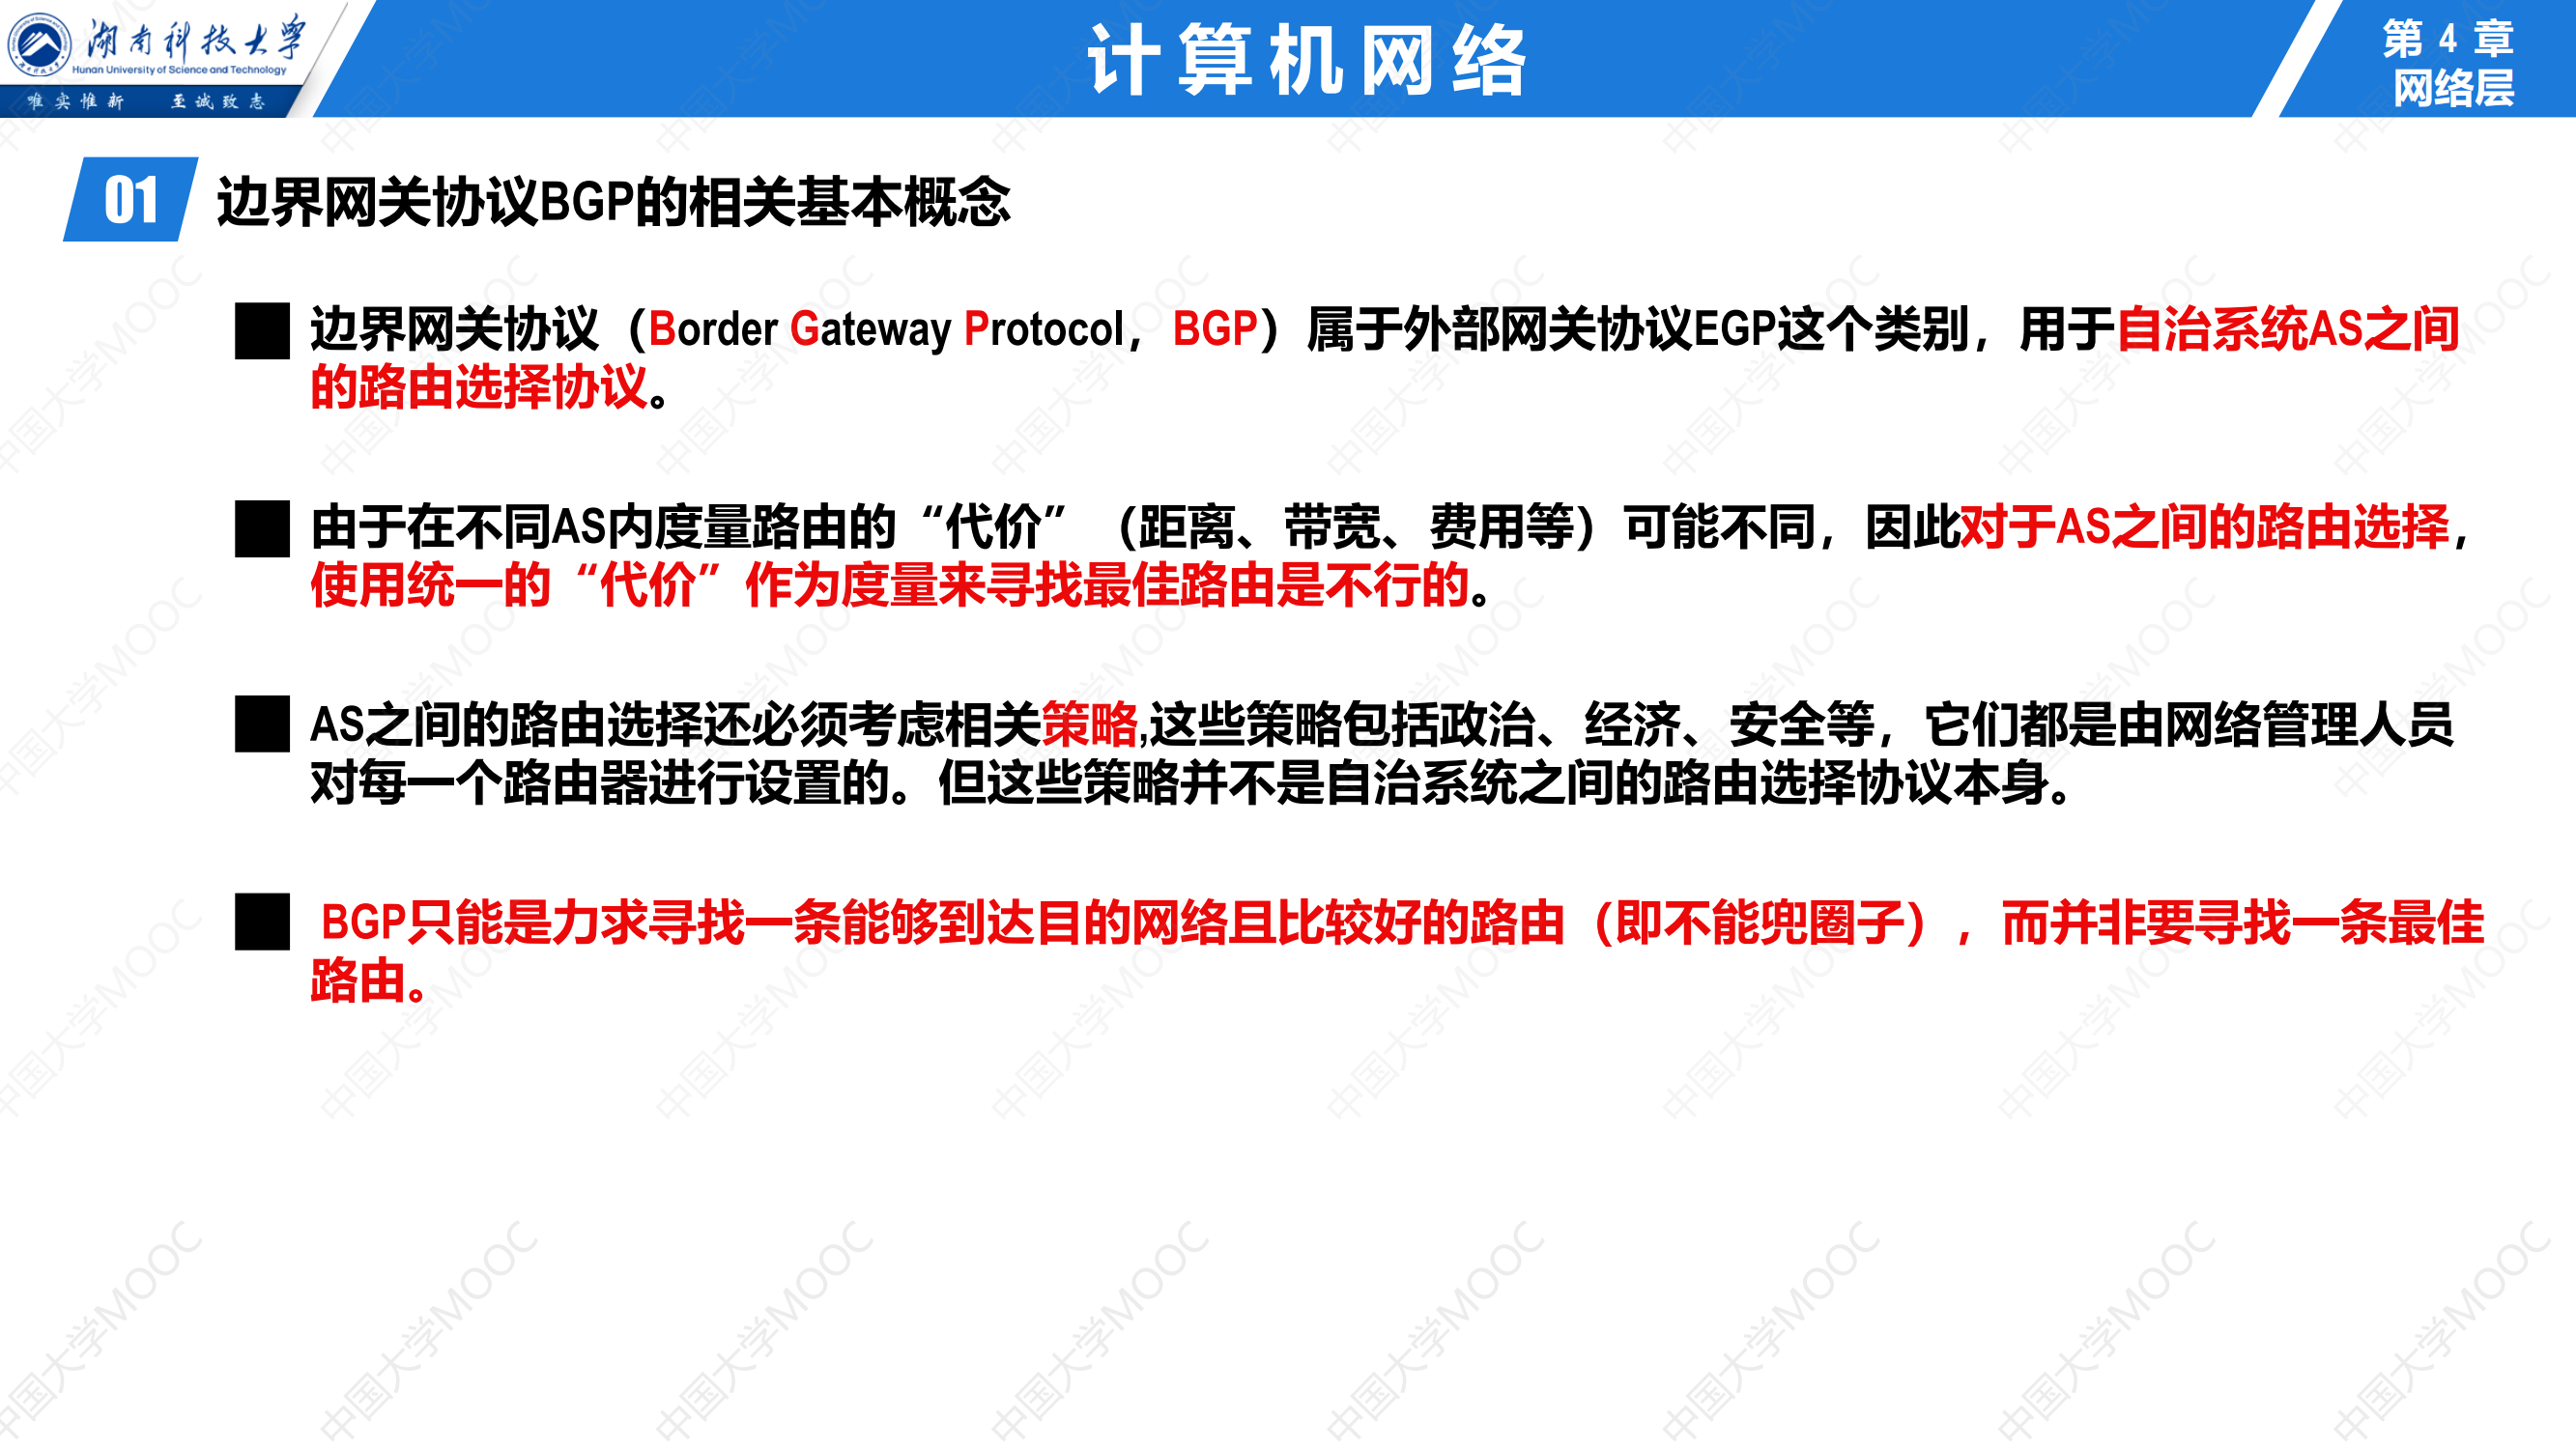 湖南科技大学
Hunan University of Science and Technology
唯实惟新 至诚致志
计算机网络
第 4 章
网络层
01 边界网关协议BGP的相关基本概念
边界网关协议（Border Gateway Protocol，BGP）属于外部网关协议EGP这个类别，用于自治系统AS之间
的路由选择协议。
由于在不同AS内度量路由的“代价”（距离、带宽、费用等）可能不同，因此对于AS之间的路由选择，
使用统一的“代价”作为度量来寻找最佳路由是不行的。
AS之间的路由选择还必须考虑相关策略,这些策略包括政治、经济、安全等，它们都是由网络管理人员
对每一个路由器进行设置的。但这些策略并不是自治系统之间的路由选择协议本身。
BGP只能是力求寻找一条能够到达目的网络且比较好的路由（即不能兜圈子），而并非要寻找一条最佳
路由。
中国大学MOOC